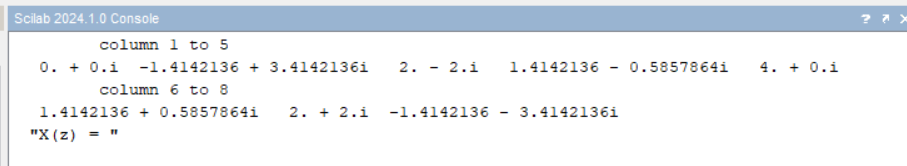 Scilab 2024.1.0 Console ? ↗ ×
column 1 to 5
0. + 0.i -1.4142136 + 3.4142136i 2. - 2.i 1.4142136 - 0.5857864i 4. + 0.i
column 6 to 8
1.4142136 + 0.5857864i 2. + 2.i -1.4142136 - 3.4142136i
"X(z) = "